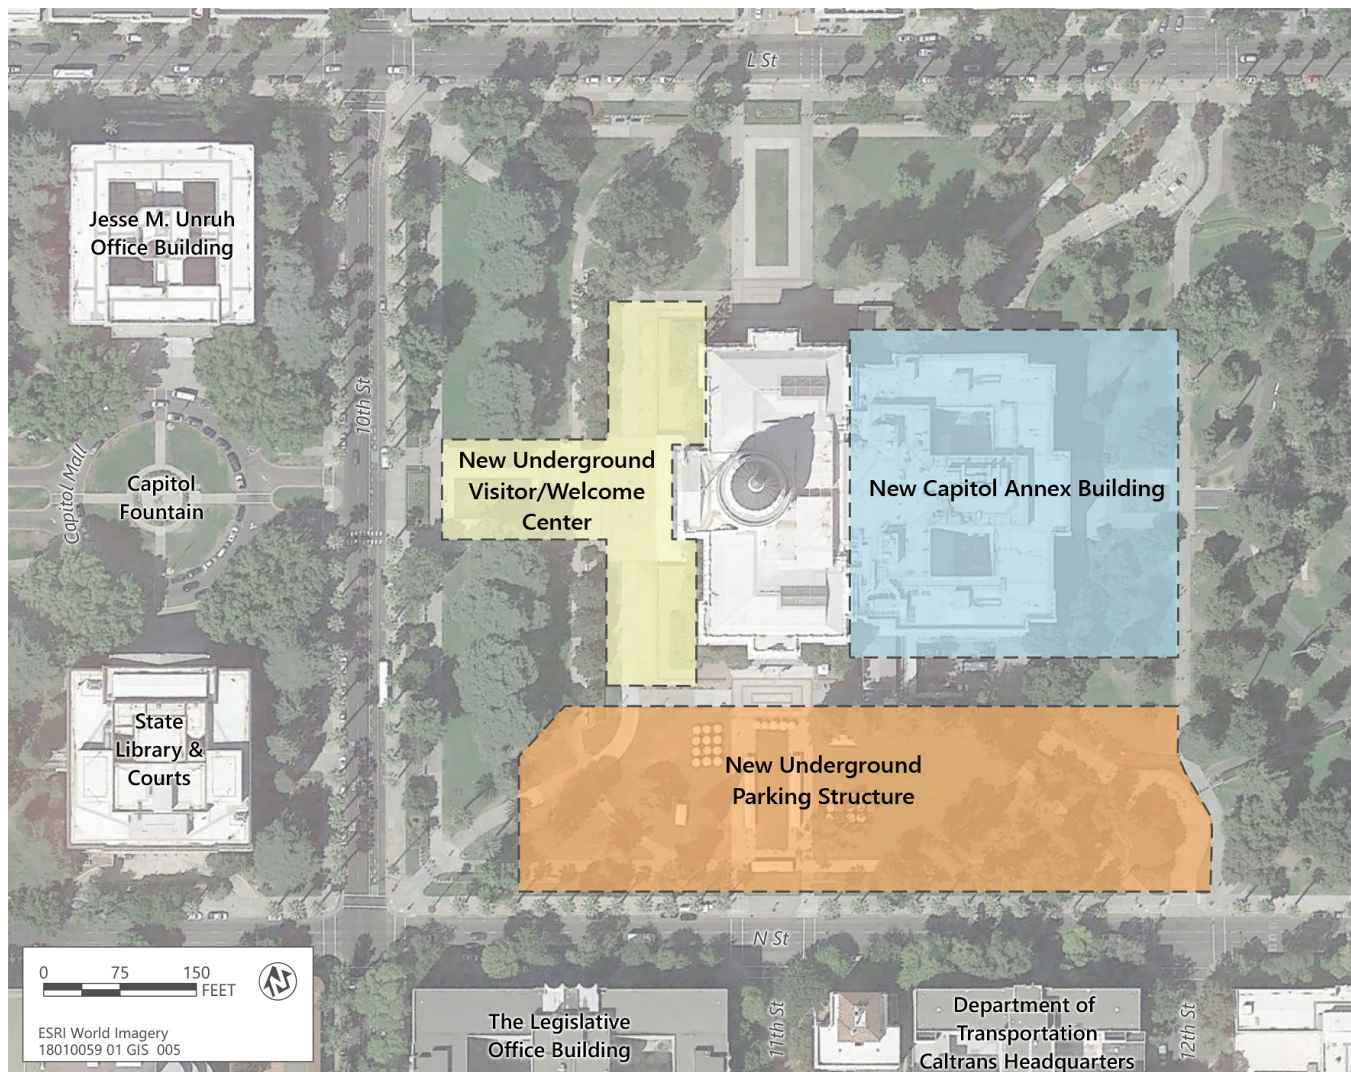 L St
Jesse M. Unruh
Office Building
10th St
Capitol Mall
Capitol
Fountain
New Underground
Visitor/Welcome
Center
New Capitol Annex Building
State
Library &
Courts
New Underground
Parking Structure
N St
0 75 150
FEET
ESRI World Imagery
18010059 01 GIS 005
The Legislative
Office Building
11th St
Department of
Transportation
Caltrans Headquarters
12th St